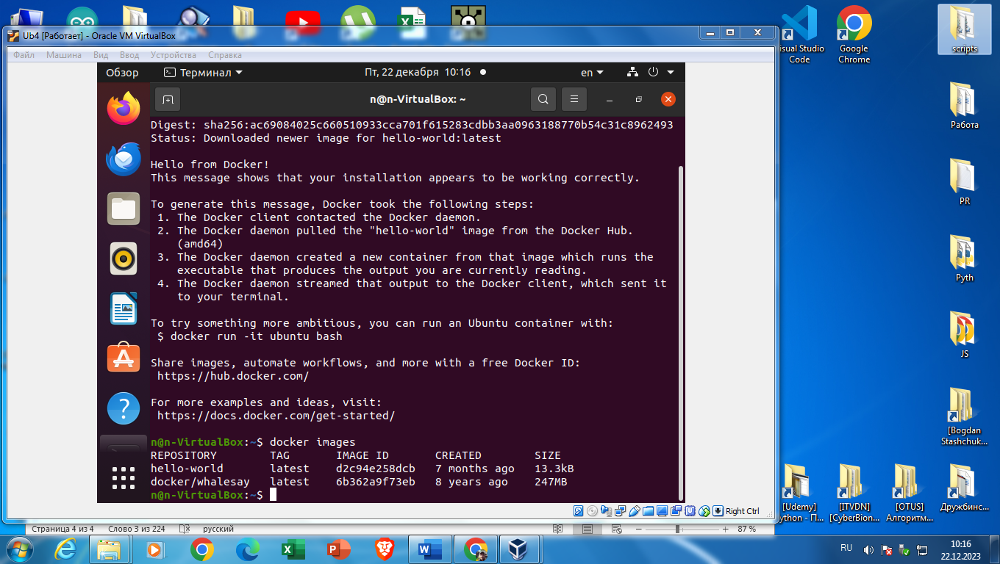 Ub4 [Работает] - Oracle VM VirtualBox
Файл Машина Вид Ввод Устройства Справка
Обзор Терминал Пт, 22 декабря 10:16 en
n@n-VirtualBox: ~
Digest: sha256:ac69084025c660510933cca701f615283cdbb3aa0963188770b54c31c8962493
Status: Downloaded newer image for hello-world:latest
Hello from Docker!
This message shows that your installation appears to be working correctly.
To generate this message, Docker took the following steps:
1. The Docker client contacted the Docker daemon.
2. The Docker daemon pulled the "hello-world" image from the Docker Hub.
(amd64)
3. The Docker daemon created a new container from that image which runs the
executable that produces the output you are currently reading.
4. The Docker daemon streamed that output to the Docker client, which sent it
to your terminal.
To try something more ambitious, you can run an Ubuntu container with:
$ docker run -it ubuntu bash
Share images, automate workflows, and more with a free Docker ID:
https://hub.docker.com/
For more examples and ideas, visit:
https://docs.docker.com/get-started/
n@n-VirtualBox:~$ docker images
REPOSITORY TAG IMAGE ID CREATED SIZE
hello-world latest d2c94e258dcb 7 months ago 13.3kB
docker/whalesay latest 6b362a9f73eb 8 years ago 247MB
n@n-VirtualBox:~$
Right Ctrl
Страница 4 из 4 Слово 3 из 224 русский 87 %
isual Studio
Code
Google
Chrome
scripts
Работа
PR
Pyth
JS
[Bogdan
Stashchuk...
[Udemy]
ython - П...
[ITVDN]
[CyberBion...
[OTUS]
Алгоритм...
Дружбинс...
RU
10:16
22.12.2023